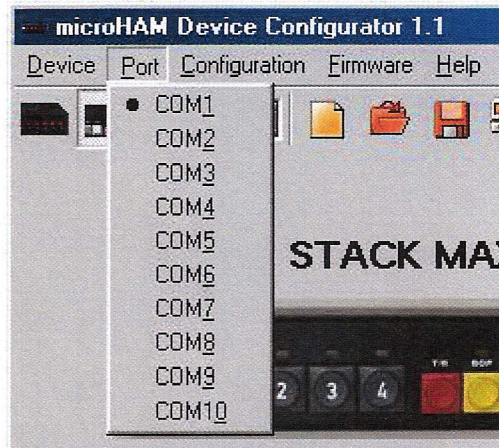 microHAM Device Configurator 1.1
Device Port Configuration Firmware Help
COM1
COM2
COM3
COM4
COM5
COM6
COM7
COM8
COM9
COM10
STACK
2 3 4
T/R BOP